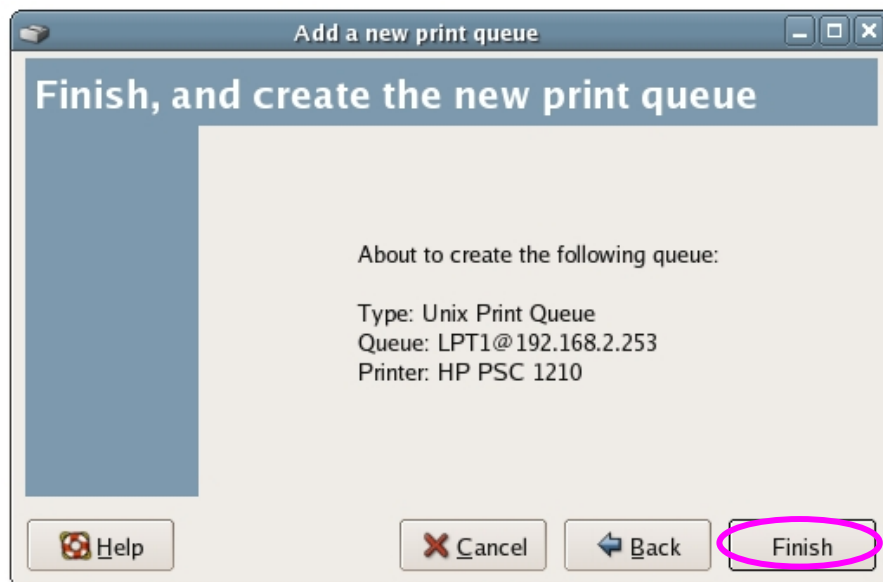 Add a new print queue
Finish, and create the new print queue
About to create the following queue:
Type: Unix Print Queue
Queue: LPT1@192.168.2.253
Printer: HP PSC 1210
Help
Cancel
Back
Finish